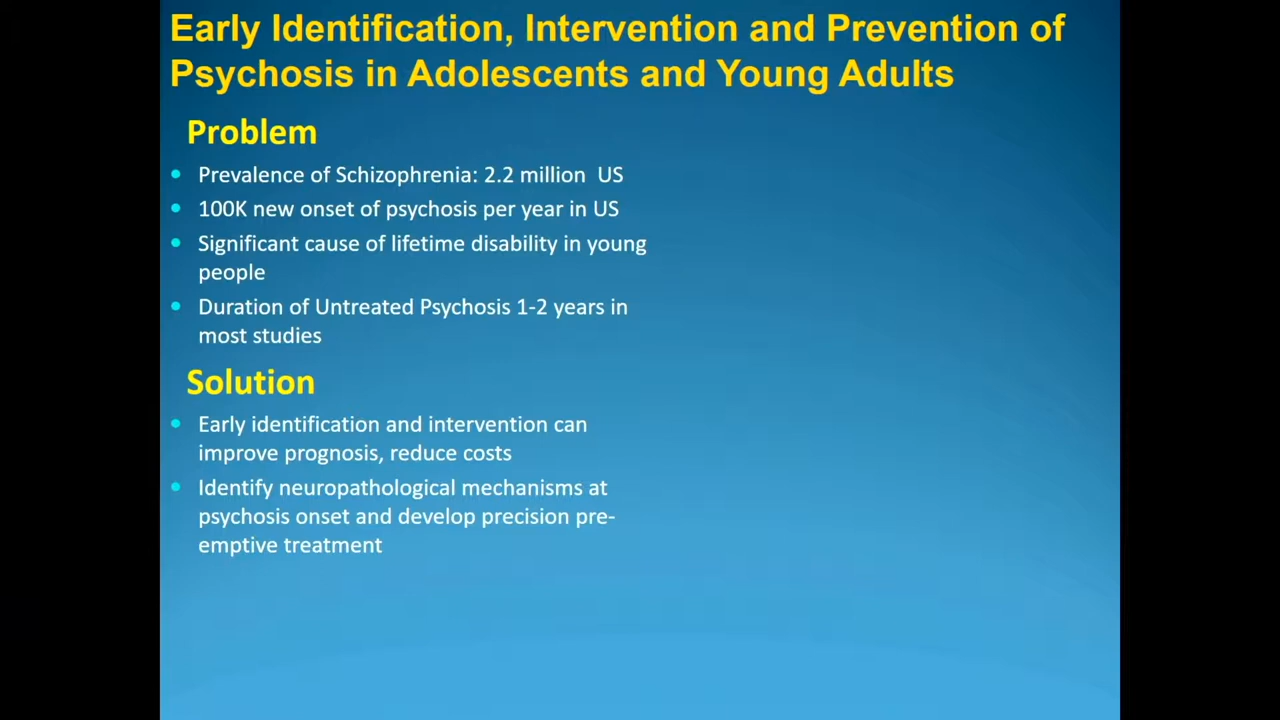 Early Identification, Intervention and Prevention of
Psychosis in Adolescents and Young Adults
Problem
• Prevalence of Schizophrenia: 2.2 million  US
• 100K new onset of psychosis per year in US
• Significant cause of lifetime disability in young
people
• Duration of Untreated Psychosis 1-2 years in
most studies
Solution
• Early identification and intervention can
improve prognosis, reduce costs
• Identify neuropathological mechanisms at
psychosis onset and develop precision pre-
emptive treatment